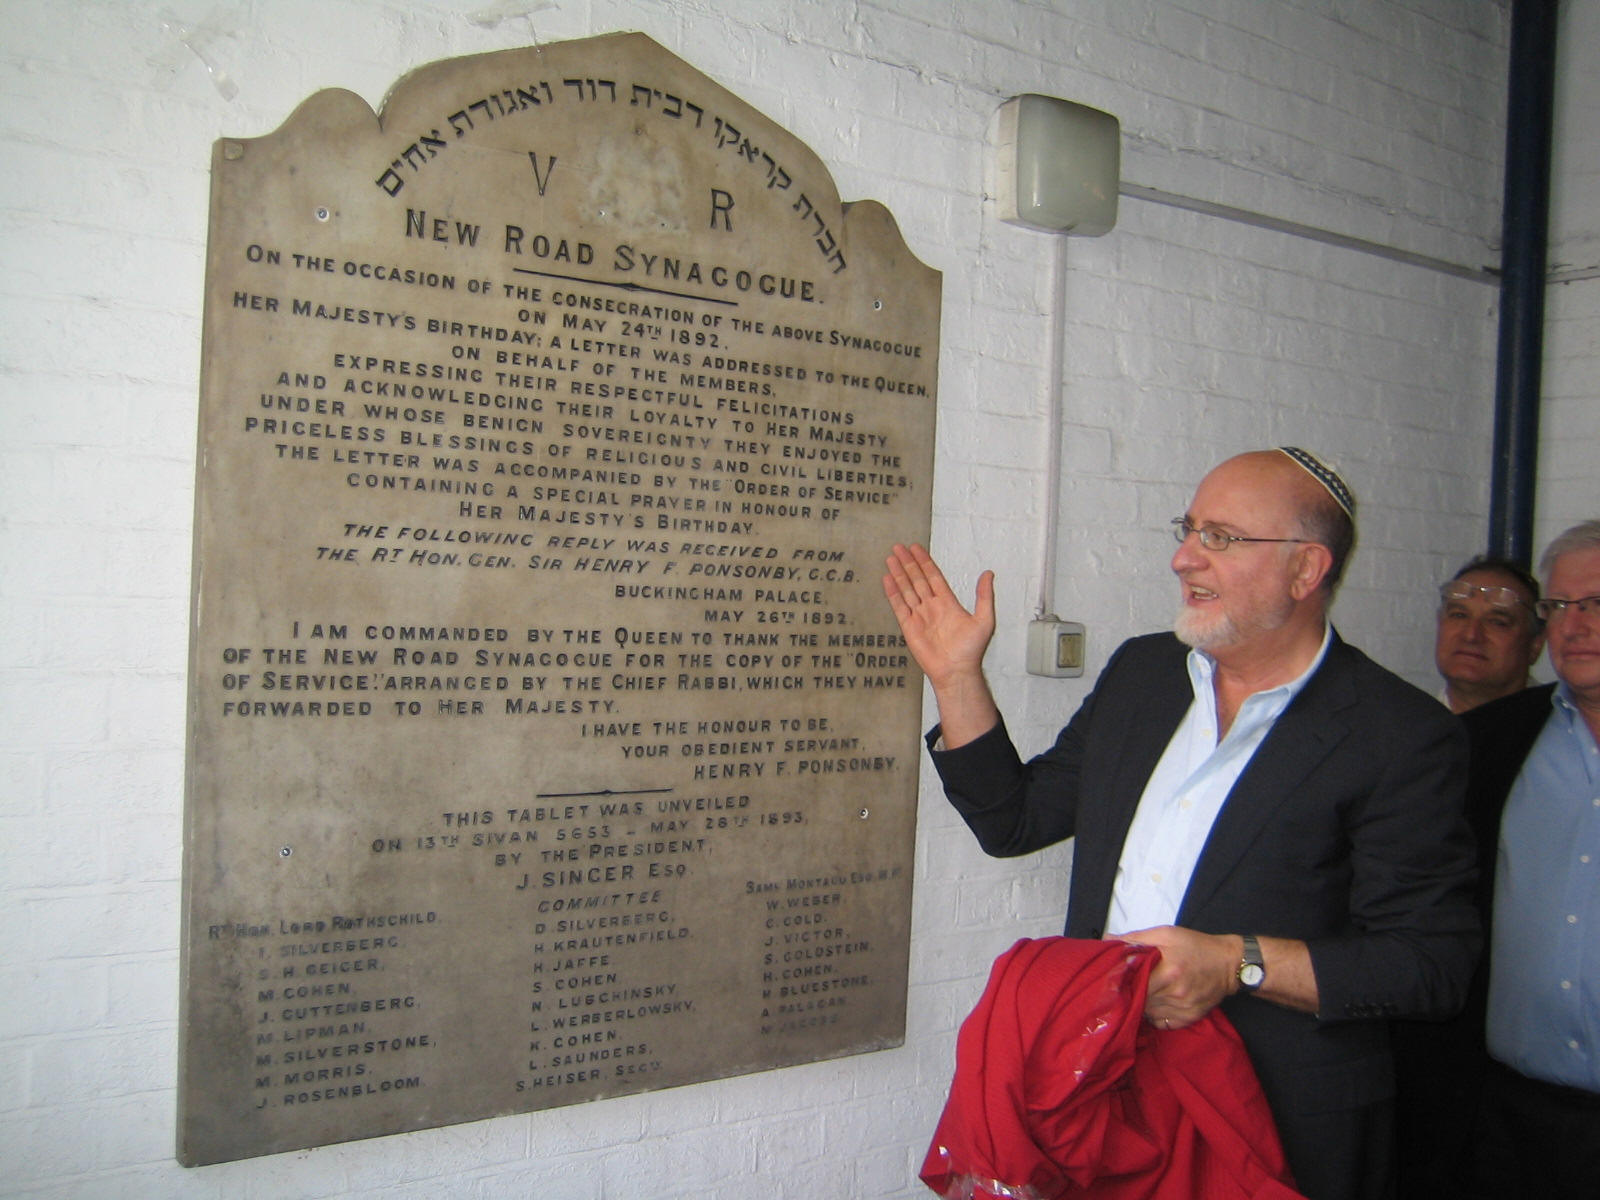 חברת קראקו דבית דוד ואגודת אחים
V R
NEW ROAD SYNAGOGUE.
ON THE OCCASION OF THE CONSECRATION OF THE ABOVE SYNAGOGUE
ON MAY 24TH 1892.
HER MAJESTY'S BIRTHDAY; A LETTER WAS ADDRESSED TO THE QUEEN,
ON BEHALF OF THE MEMBERS,
EXPRESSING THEIR RESPECTFUL FELICITATIONS
AND ACKNOWLEDGING THEIR LOYALTY TO HER MAJESTY
UNDER WHOSE BENIGN SOVEREIGNTY THEY ENJOYED THE
PRICELESS BLESSINGS OF RELIGIOUS AND CIVIL LIBERTIES;
THE LETTER WAS ACCOMPANIED BY THE "ORDER OF SERVICE"
CONTAINING A SPECIAL PRAYER IN HONOUR OF
HER MAJESTY'S BIRTHDAY.
THE FOLLOWING REPLY WAS RECEIVED FROM
THE RT HON. GEN. SIR HENRY F. PONSONBY, G.C.B.
BUCKINGHAM PALACE,
MAY 26TH 1892.
I AM COMMANDED BY THE QUEEN TO THANK THE MEMBERS
OF THE NEW ROAD SYNAGOGUE FOR THE COPY OF THE "ORDER
OF SERVICE", ARRANGED BY THE CHIEF RABBI, WHICH THEY HAVE
FORWARDED TO HER MAJESTY.
I HAVE THE HONOUR TO BE,
YOUR OBEDIENT SERVANT,
HENRY F. PONSONBY.
THIS TABLET WAS UNVEILED
ON 13TH SIVAN 5653 – MAY 28TH 1893,
BY THE PRESIDENT,
J. SINGER ESQ.
COMMITTEE
RT HON. LORD ROTHSCHILD.
I. SILVERBERG,
S. H. GEIGER,
M. COHEN,
J. GUTTENBERG,
M. LIPMAN,
M. SILVERSTONE,
M. MORRIS,
J. ROSENBLOOM.
D. SILVERBERG,
H. KRAUTENFIELD,
H. JAFFE,
S. COHEN,
N. LUBCHINSKY,
L. WERBERLOWSKY,
K. COHEN,
L. SAUNDERS,
S. HEISER, SECY
SAML MONTAGU ESQ. M.P.
W. WEBER,
C. GOLD,
J. VICTOR,
S. GOLDSTEIN,
H. COHEN,
H. BLUESTONE,
A.
N. JACOBS.